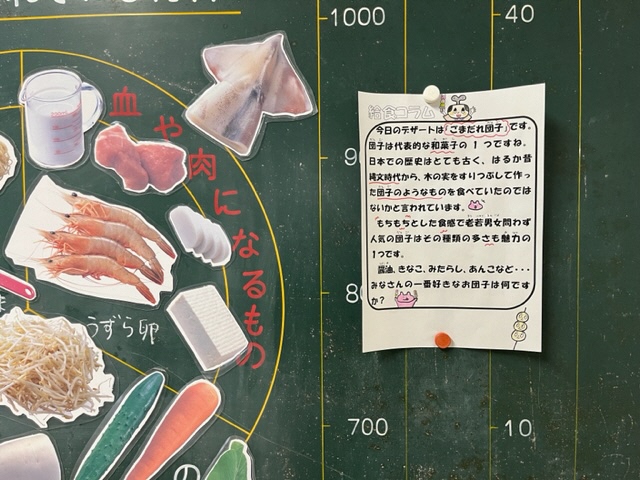 1000
40
血や肉になるもの
うずら卵
90
80
700
10
の
給食コラム
今日のデザートは「ごまだれ団子」です。
団子は代表的な和菓子の１つですね。
日本での歴史はとても古く、はるか昔
縄文時代から、木の実をすりつぶして作っ
た団子のようなものを食べていたのでは
ないかと言われています。
もちもちとした食感で老若男女問わず
人気の団子はその種類の多さも魅力の
１つです。
醤油、きなこ、みたらし、あんこなど・・・
みなさんの一番好きなお団子は何です
か？